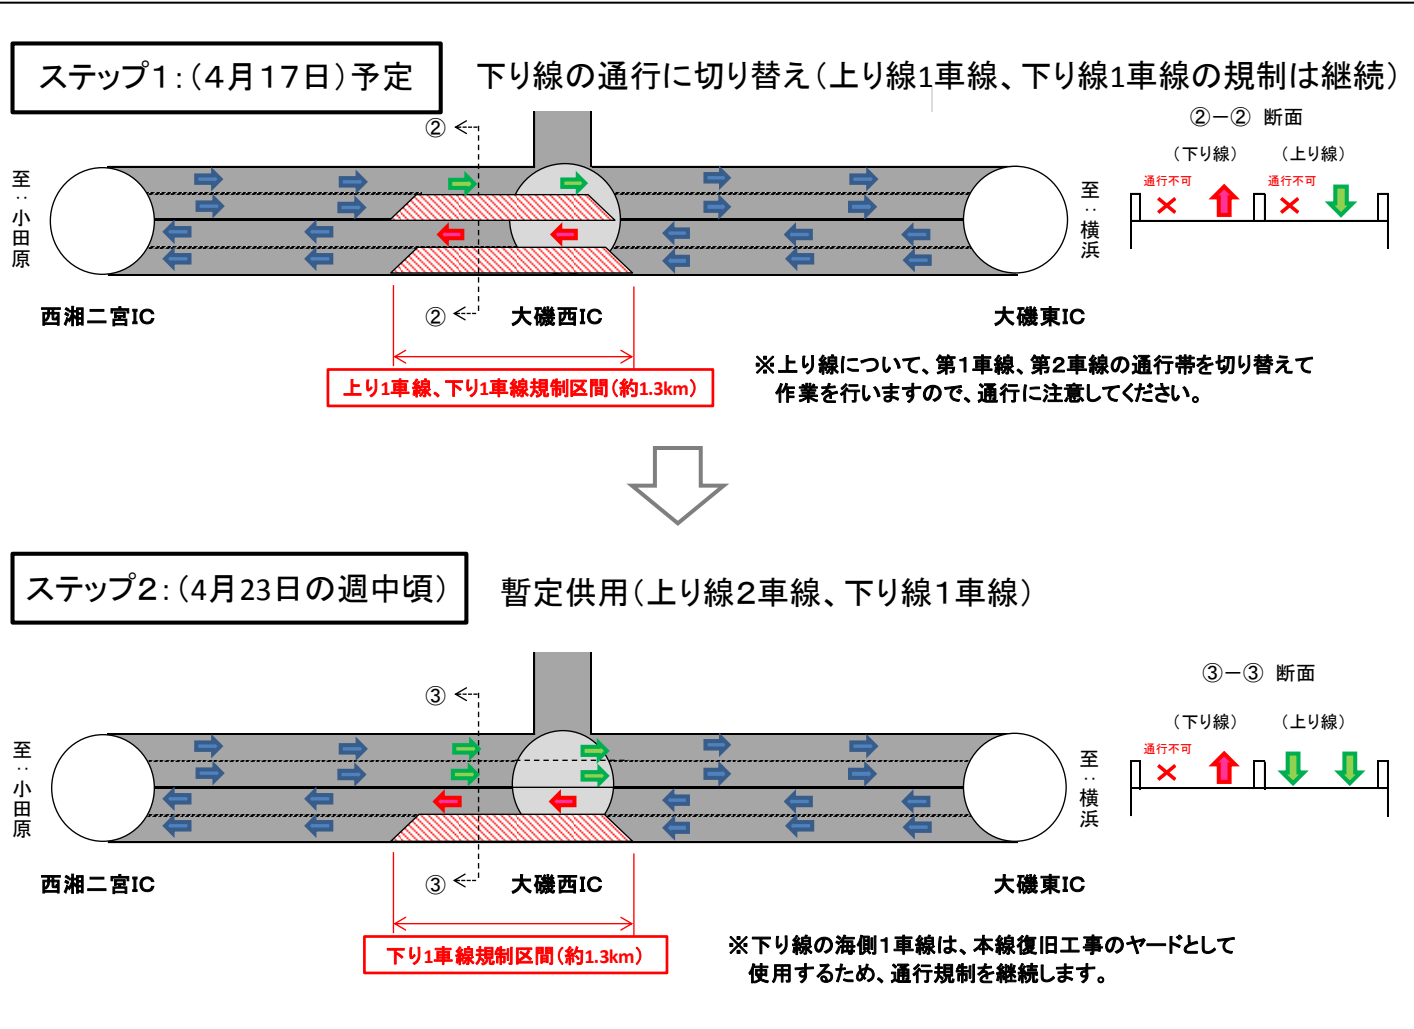 ステップ１：（４月１７日）予定
下り線の通行に切り替え（上り線1車線、下り線1車線の規制は継続）
②－② 断面
（下り線）
（上り線）
通行不可
通行不可
②
至：小田原
至：横浜
②
西湘二宮IC
大磯西IC
大磯東IC
※上り線について、第１車線、第２車線の通行帯を切り替えて
作業を行いますので、通行に注意してください。
上り1車線、下り1車線規制区間（約1.3km）
ステップ２：（4月23日の週中頃）
暫定供用（上り線２車線、下り線１車線）
③－③ 断面
（下り線）
（上り線）
通行不可
③
至：小田原
至：横浜
③
西湘二宮IC
大磯西IC
大磯東IC
※下り線の海側１車線は、本線復旧工事のヤードとして
使用するため、通行規制を継続します。
下り1車線規制区間（約1.3km）